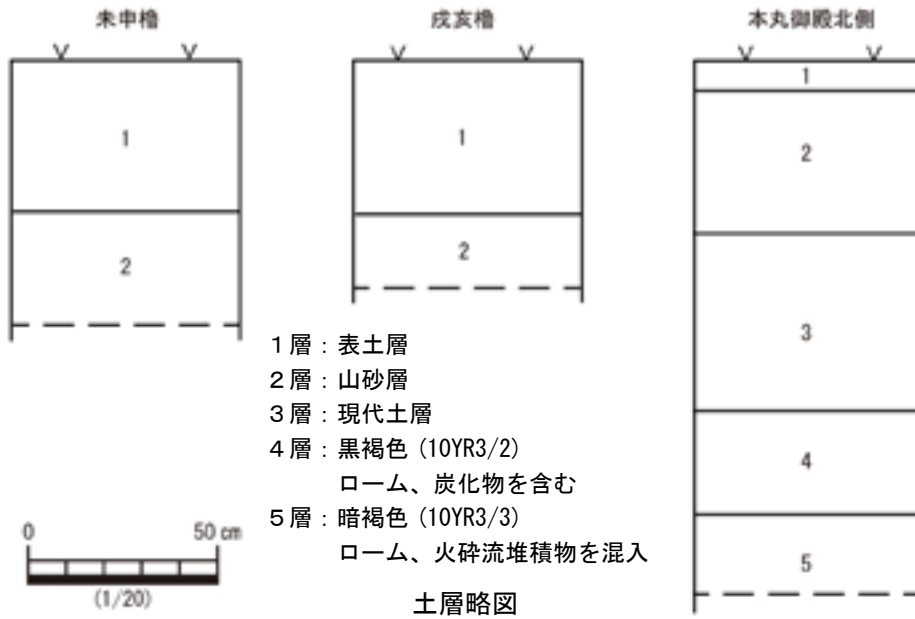 未申櫓
1
2
戌亥櫓
1
2
本丸御殿北側
1
2
3
4
5
1層：表土層
2層：山砂層
3層：現代土層
4層：黒褐色 (10YR3/2)
ローム、炭化物を含む
5層：暗褐色 (10YR3/3)
ローム、火砕流堆積物を混入
0 50 cm
(1/20)
土層略図